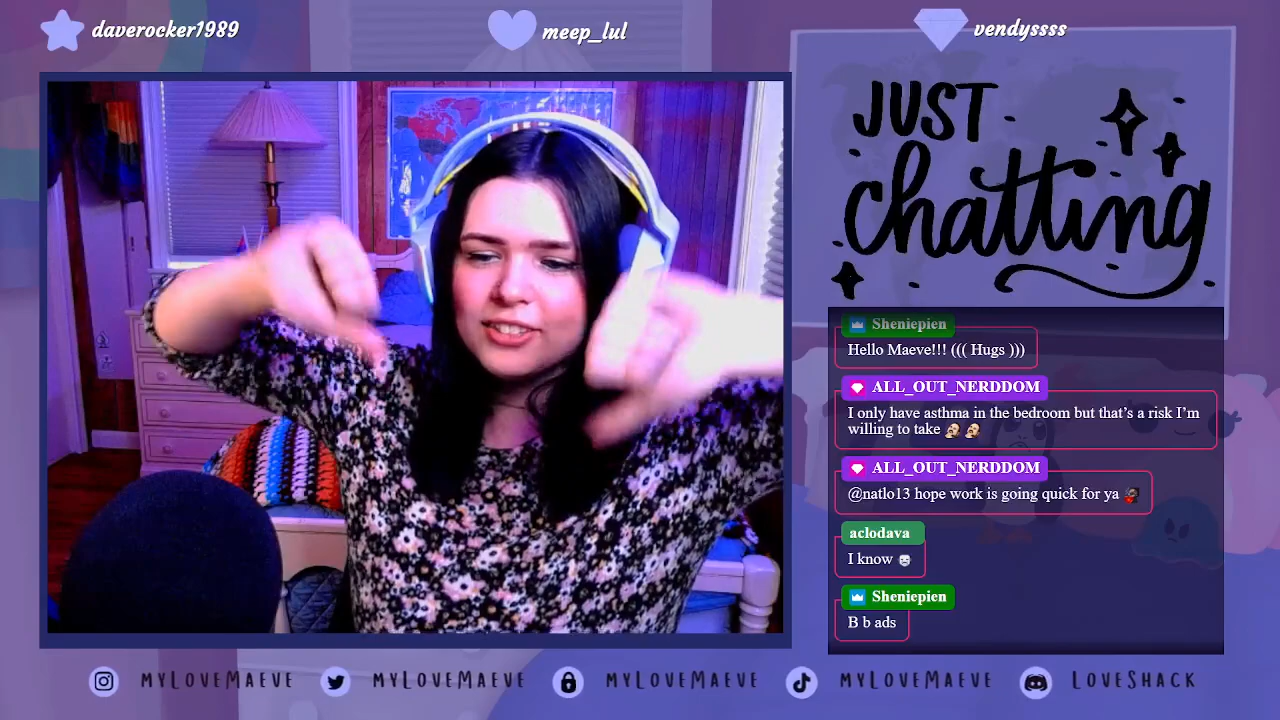 daverocker1989
meep_lul
vendyssss
JUST
chatting
Sheniepien
Hello Maeve!!! ((( Hugs )))
ALL_OUT_NERDDOM
I only have asthma in the bedroom but that's a risk I'm
willing to take
ALL_OUT_NERDDOM
@natlo13 hope work is going quick for ya
aclodava
I know
Sheniepien
B b ads
MYLOVEMAEVE
MYLOVEMAEVE
MYLOVEMAEVE
MYLOVEMAEVE
LOVESHACK